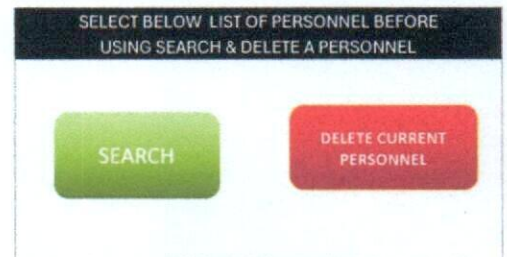 SELECT BELOW LIST OF PERSONNEL BEFORE
USING SEARCH & DELETE A PERSONNEL
SEARCH
DELETE CURRENT
PERSONNEL